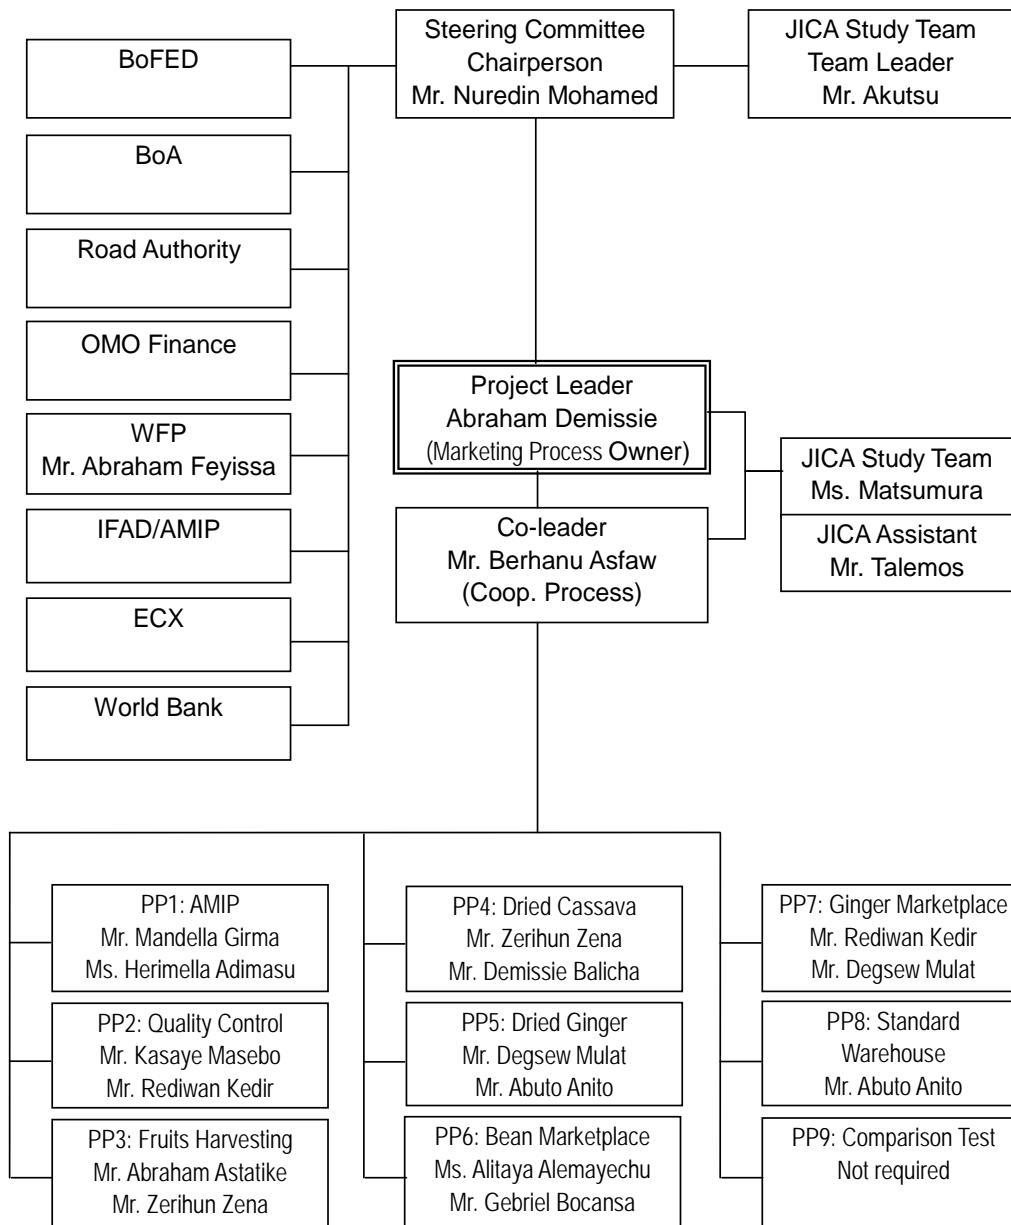 Steering Committee
Chairperson
Mr. Nuredin Mohamed
JICA Study Team
Team Leader
Mr. Akutsu
BoFED
BoA
Road Authority
OMO Finance
WFP
Mr. Abraham Feyissa
IFAD/AMIP
ECX
World Bank
Project Leader
Abraham Demissie
(Marketing Process Owner)
Co-leader
Mr. Berhanu Asfaw
(Coop. Process)
JICA Study Team
Ms. Matsumura
JICA Assistant
Mr. Talemos
PP1: AMIP
Mr. Mandella Girma
Ms. Herimella Adimasu
PP2: Quality Control
Mr. Kasaye Masebo
Mr. Rediwan Kedir
PP3: Fruits Harvesting
Mr. Abraham Astatike
Mr. Zerihun Zena
PP4: Dried Cassava
Mr. Zerihun Zena
Mr. Demissie Balicha
PP5: Dried Ginger
Mr. Degsew Mulat
Mr. Abuto Anito
PP6: Bean Marketplace
Ms. Alitaya Alemayechu
Mr. Gebriel Bocansa
PP7: Ginger Marketplace
Mr. Rediwan Kedir
Mr. Degsew Mulat
PP8: Standard
Warehouse
Mr. Abuto Anito
PP9: Comparison Test
Not required